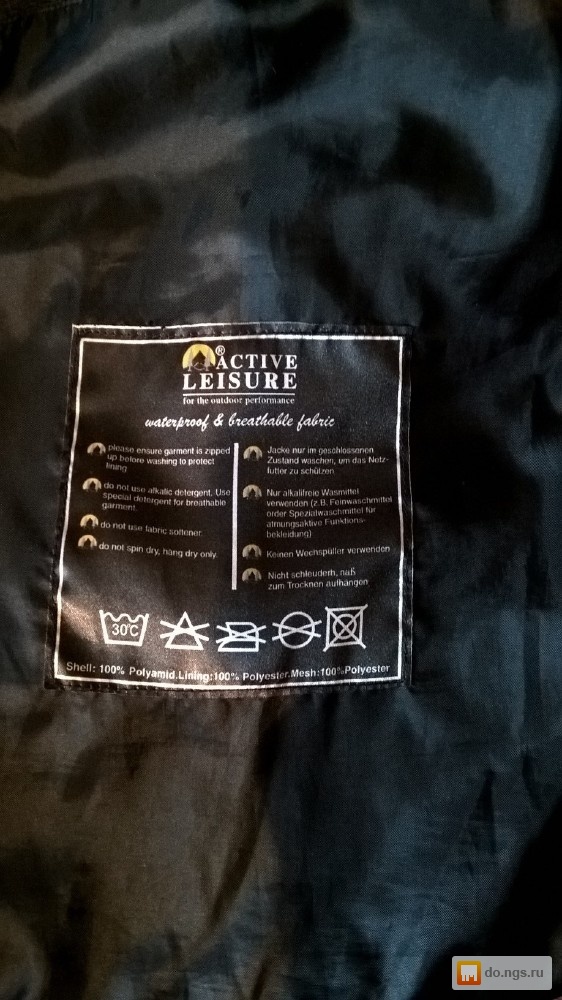 ®
ACTIVE
LEISURE
for the outdoor performance
waterproof & breathable fabric
please ensure garment is zipped
up before washing to protect
lining
do not use alkalic detergent. Use
special detergent for breathable
garment.
do not use fabric softener.
do not spin dry, hang dry only.
Jacke nur im geschlossenen
Zustand waschen, um das Netz-
futter zu schützen
Nur alkalifreie Wasmittel
verwenden (z.B. Feinwaschmittel
order Spezialwaschmittel für
atmungsaktive Funktions-
bekleidung)
Keinen Wechspüller verwenden
Nicht schleudern, naß
zum Trocknen aufhängen
30°C
Shell: 100% Polyamid.Lining:100% Polyester.Mesh:100%Polyester
do.ngs.ru